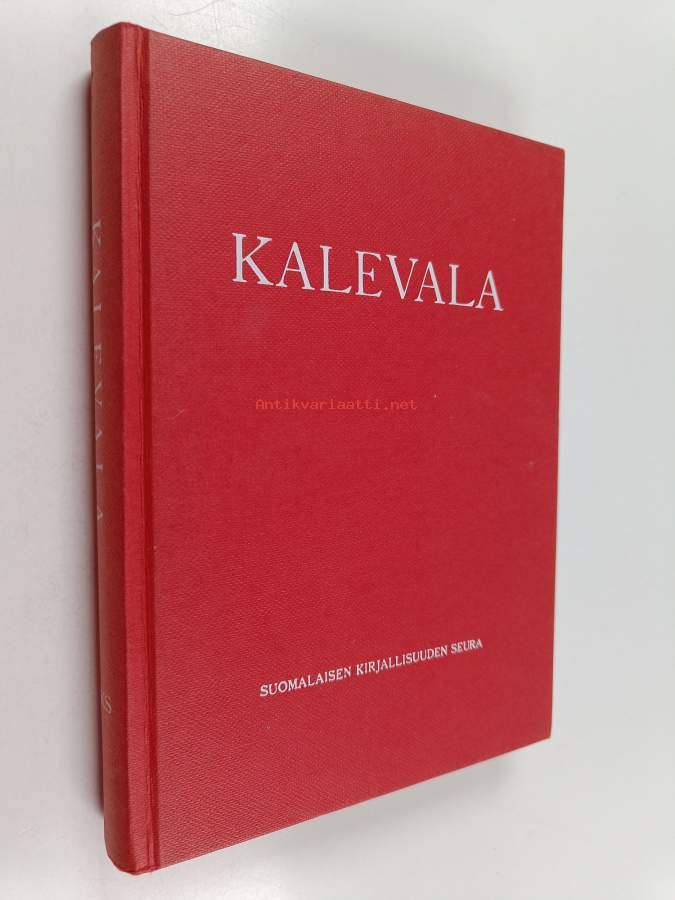 KALEVALA
Antikvariaatti.net
SUOMALAISEN KIRJALLISUUDEN SEURA
KALEVALA